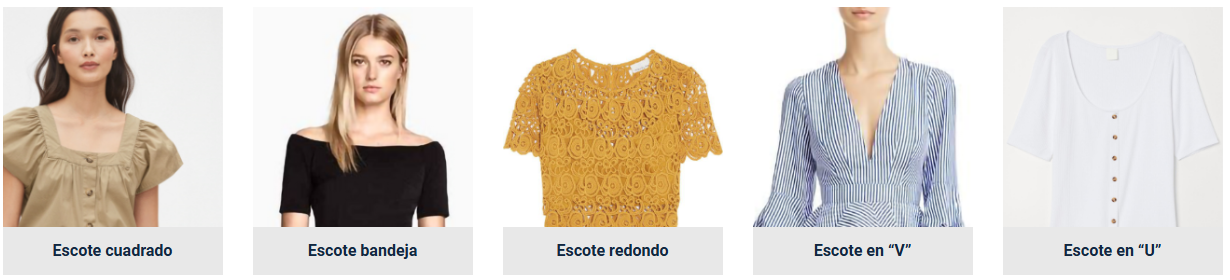 Escote cuadrado
Escote bandeja
Escote redondo
Escote en “V”
Escote en “U”